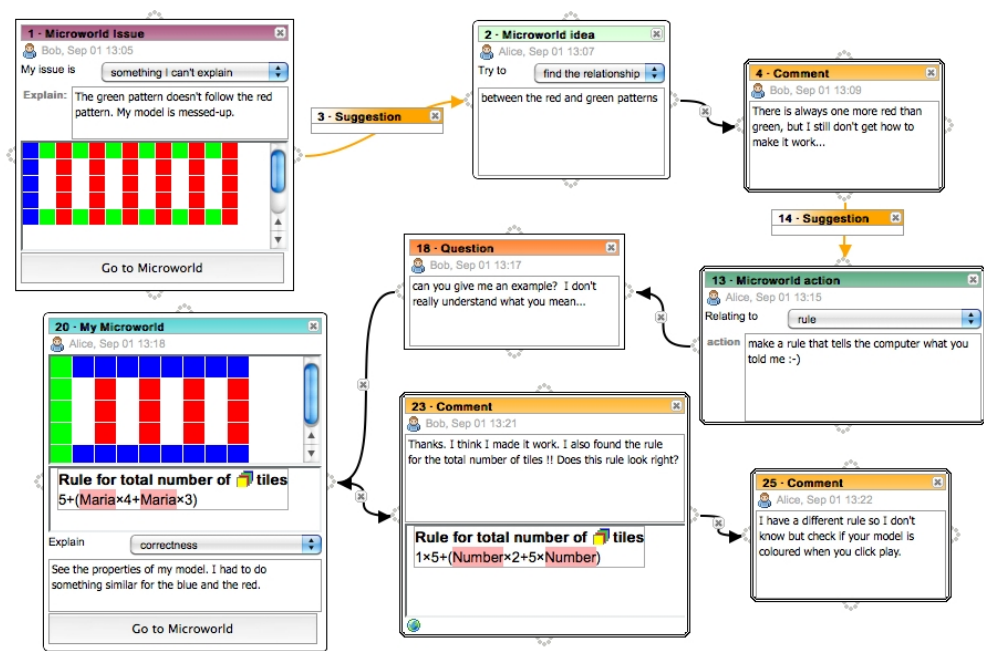 1 - Microworld Issue
Bob, Sep 01 13:05
My issue is
something I can't explain
Explain:
The green pattern doesn't follow the red
pattern. My model is messed-up.
Go to Microworld
3 - Suggestion
2 - Microworld idea
Alice, Sep 01 13:07
Try to
find the relationship
between the red and green patterns
4 - Comment
Bob, Sep 01 13:09
There is always one more red than
green, but I still don't get how to
make it work...
14 - Suggestion
13 - Microworld action
Alice, Sep 01 13:15
Relating to
rule
action
make a rule that tells the computer what you
told me :-)
18 - Question
Bob, Sep 01 13:17
can you give me an example?  I don't
really understand what you mean...
20 - My Microworld
Alice, Sep 01 13:18
Rule for total number of tiles
5+(Maria×4+Maria×3)
Explain
correctness
See the properties of my model. I had to do
something similar for the blue and the red.
Go to Microworld
23 - Comment
Bob, Sep 01 13:21
Thanks. I think I made it work. I also found the rule
for the total number of tiles !! Does this rule look right?
Rule for total number of tiles
1×5+(Number×2+5×Number)
25 - Comment
Alice, Sep 01 13:22
I have a different rule so I don't
know but check if your model is
coloured when you click play.